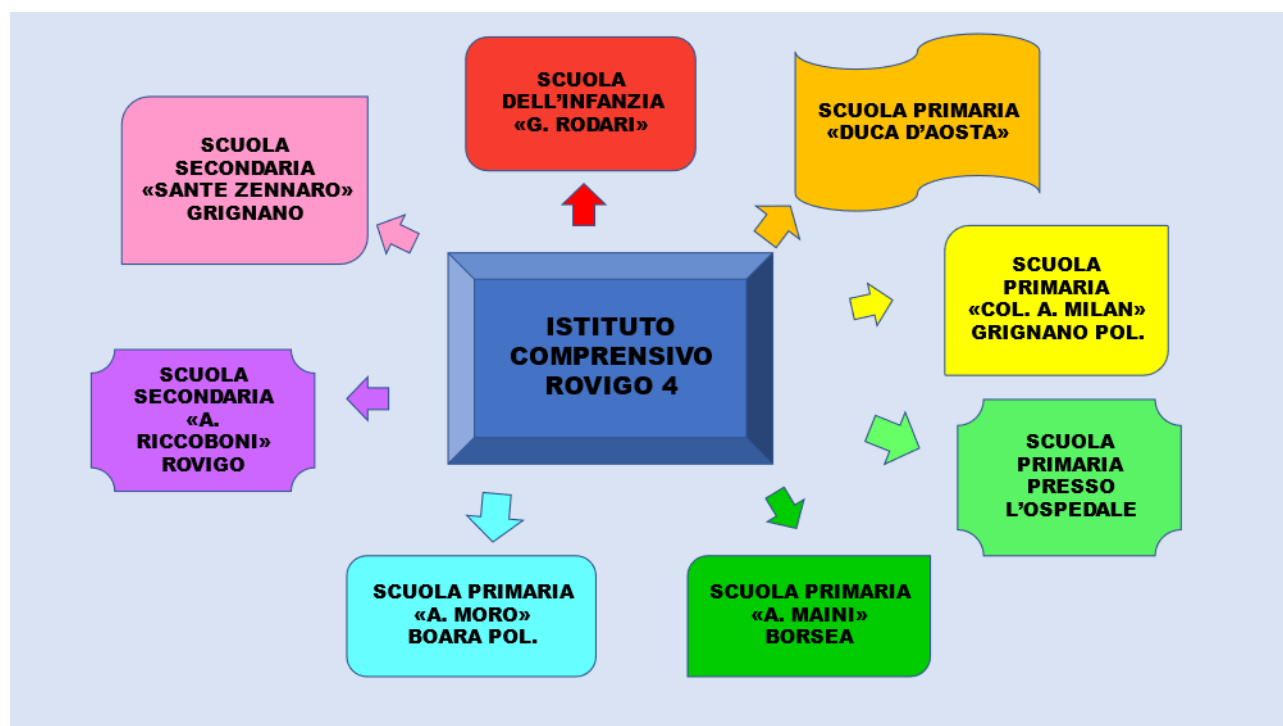 SCUOLA
DELL'INFANZIA
«G. RODARI»
SCUOLA PRIMARIA
«DUCA D'AOSTA»
SCUOLA
SECONDARIA
«SANTE ZENNARO»
GRIGNANO
SCUOLA
PRIMARIA
«COL. A. MILAN»
GRIGNANO POL.
ISTITUTO
COMPRENSIVO
ROVIGO 4
SCUOLA
SECONDARIA
«A.
RICCOBONI»
ROVIGO
SCUOLA
PRIMARIA
PRESSO
L'OSPEDALE
SCUOLA PRIMARIA
«A. MORO»
BOARA POL.
SCUOLA PRIMARIA
«A. MAINI»
BORSEA